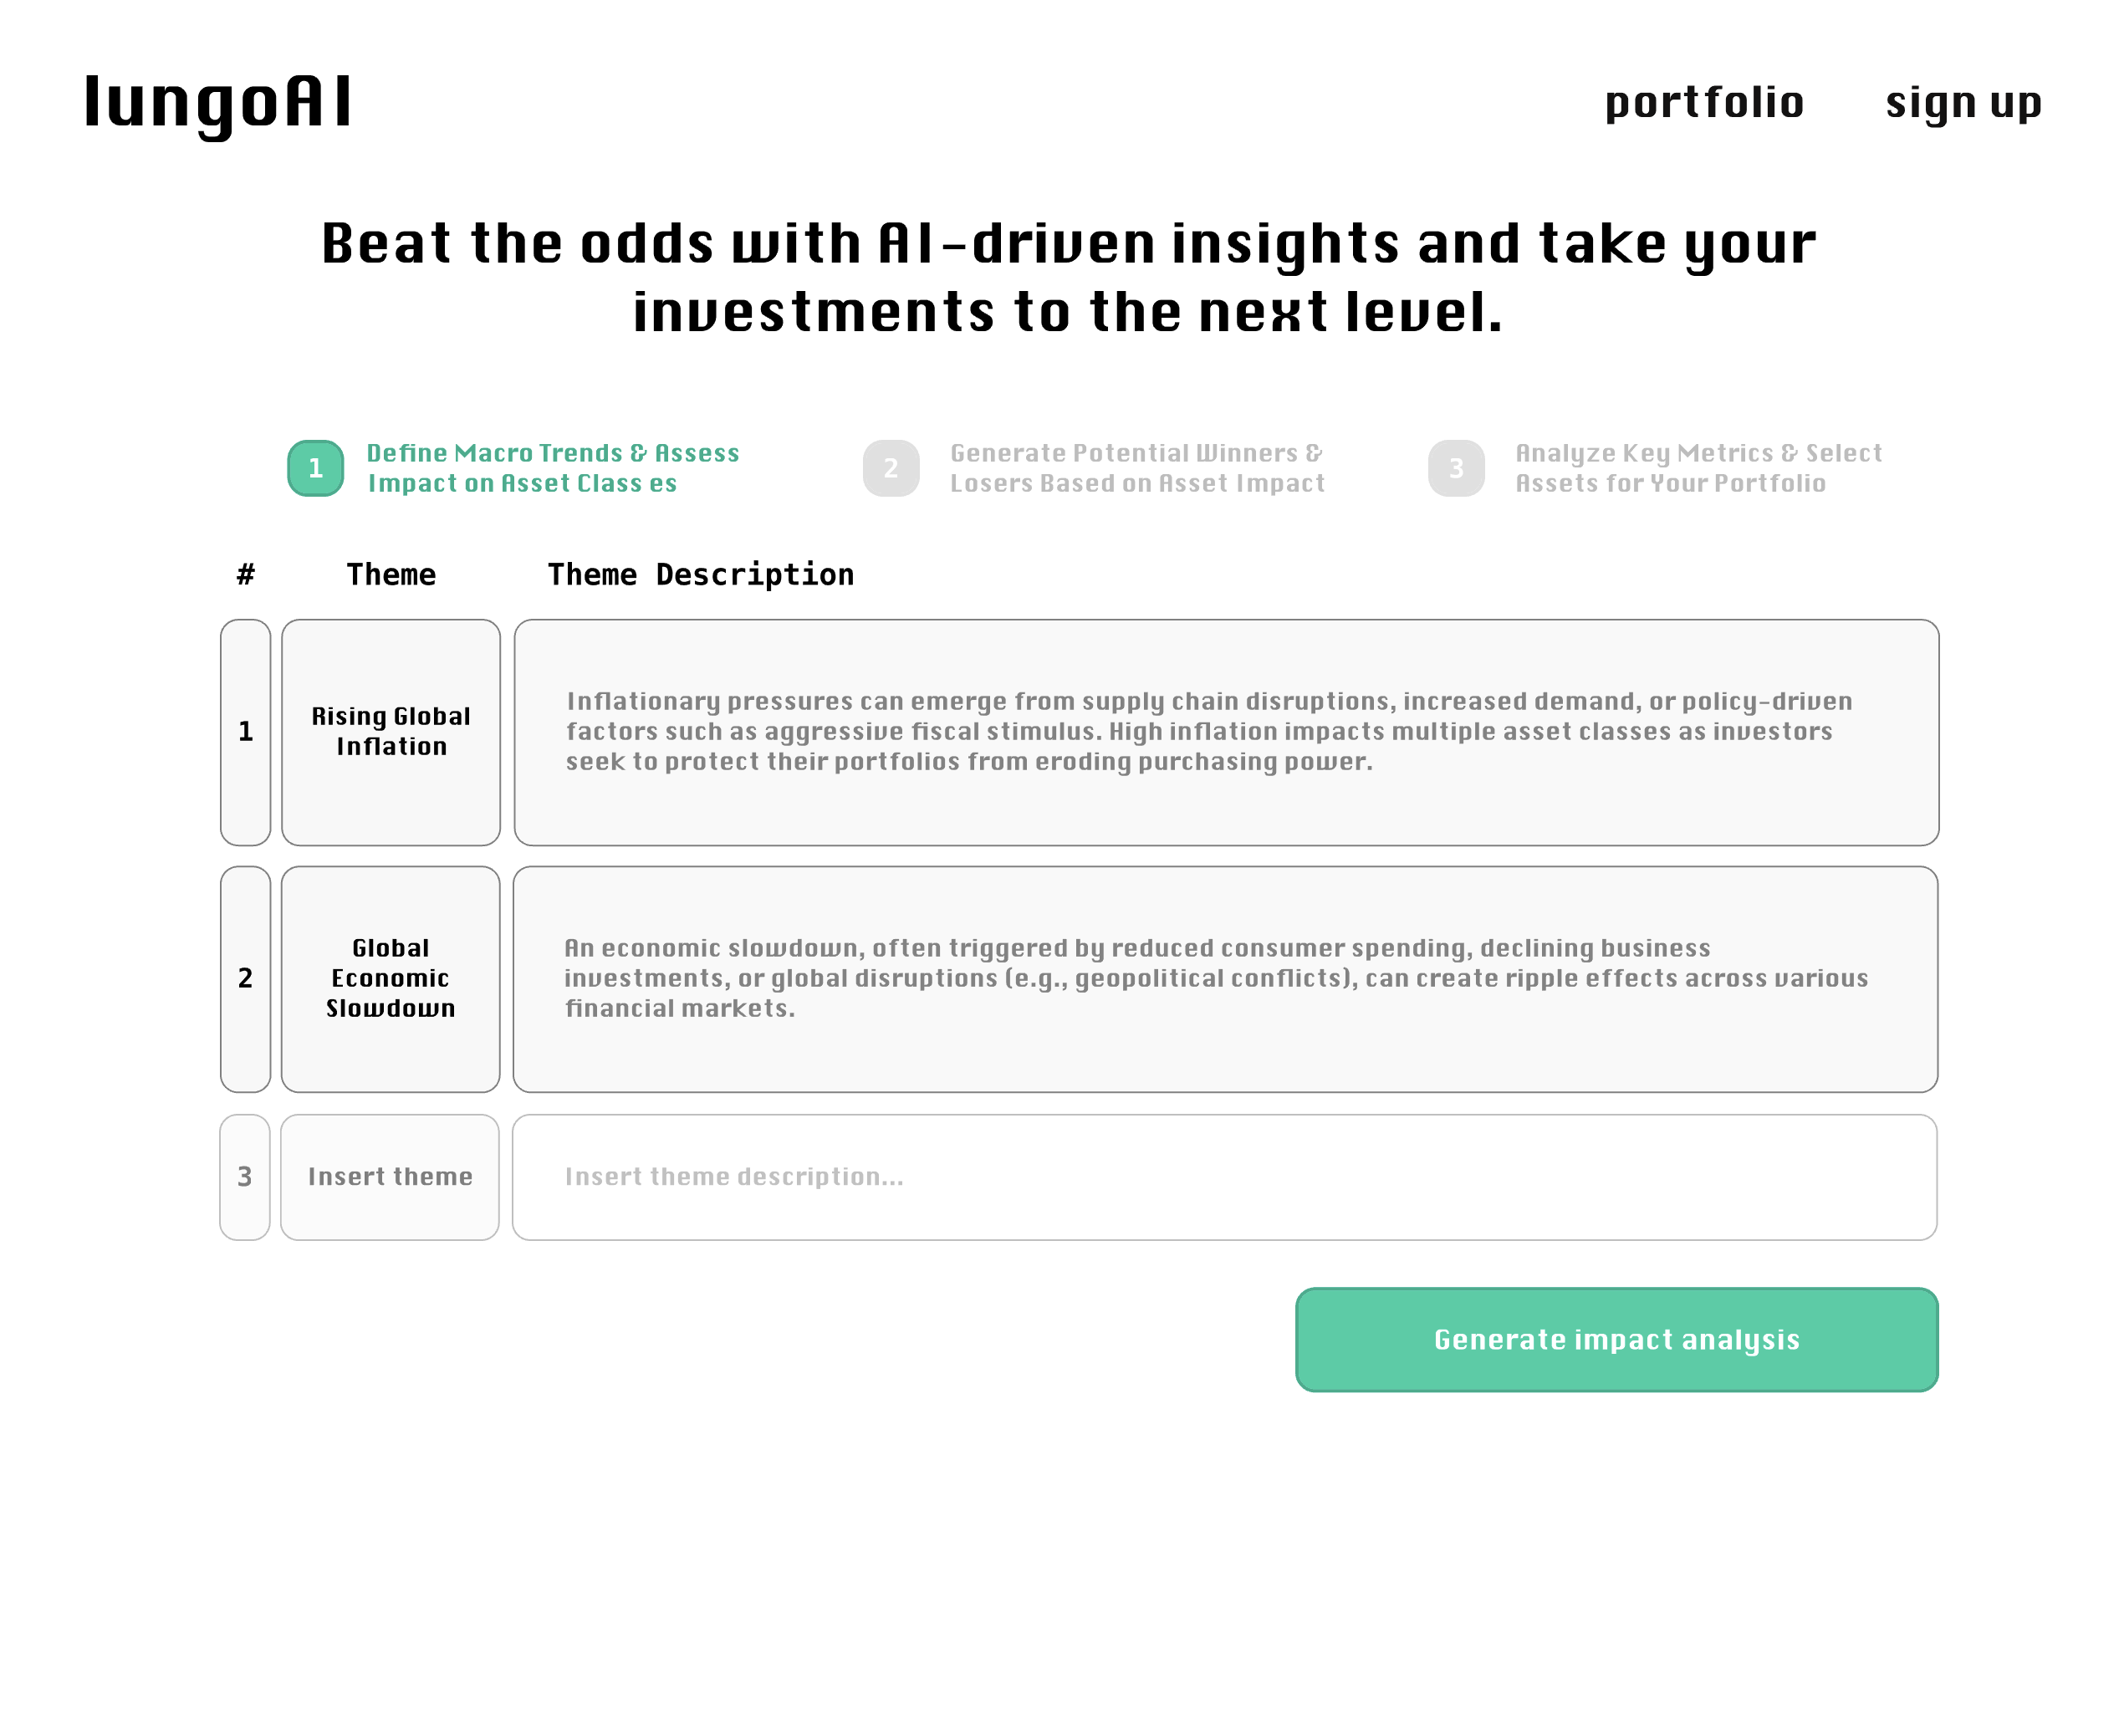 lungoAI
portfolio
sign up
Beat the odds with AI-driven insights and take your
investments to the next level.
1
Define Macro Trends & Assess
Impact on Asset Class es
2
Generate Potential Winners &
Losers Based on Asset Impact
3
Analyze Key Metrics & Select
Assets for Your Portfolio
#
Theme
Theme Description
1
Rising Global
Inflation
Inflationary pressures can emerge from supply chain disruptions, increased demand, or policy-driven
factors such as aggressive fiscal stimulus. High inflation impacts multiple asset classes as investors
seek to protect their portfolios from eroding purchasing power.
2
Global
Economic
Slowdown
An economic slowdown, often triggered by reduced consumer spending, declining business
investments, or global disruptions (e.g., geopolitical conflicts), can create ripple effects across various
financial markets.
3
Insert theme
Insert theme description...
Generate impact analysis